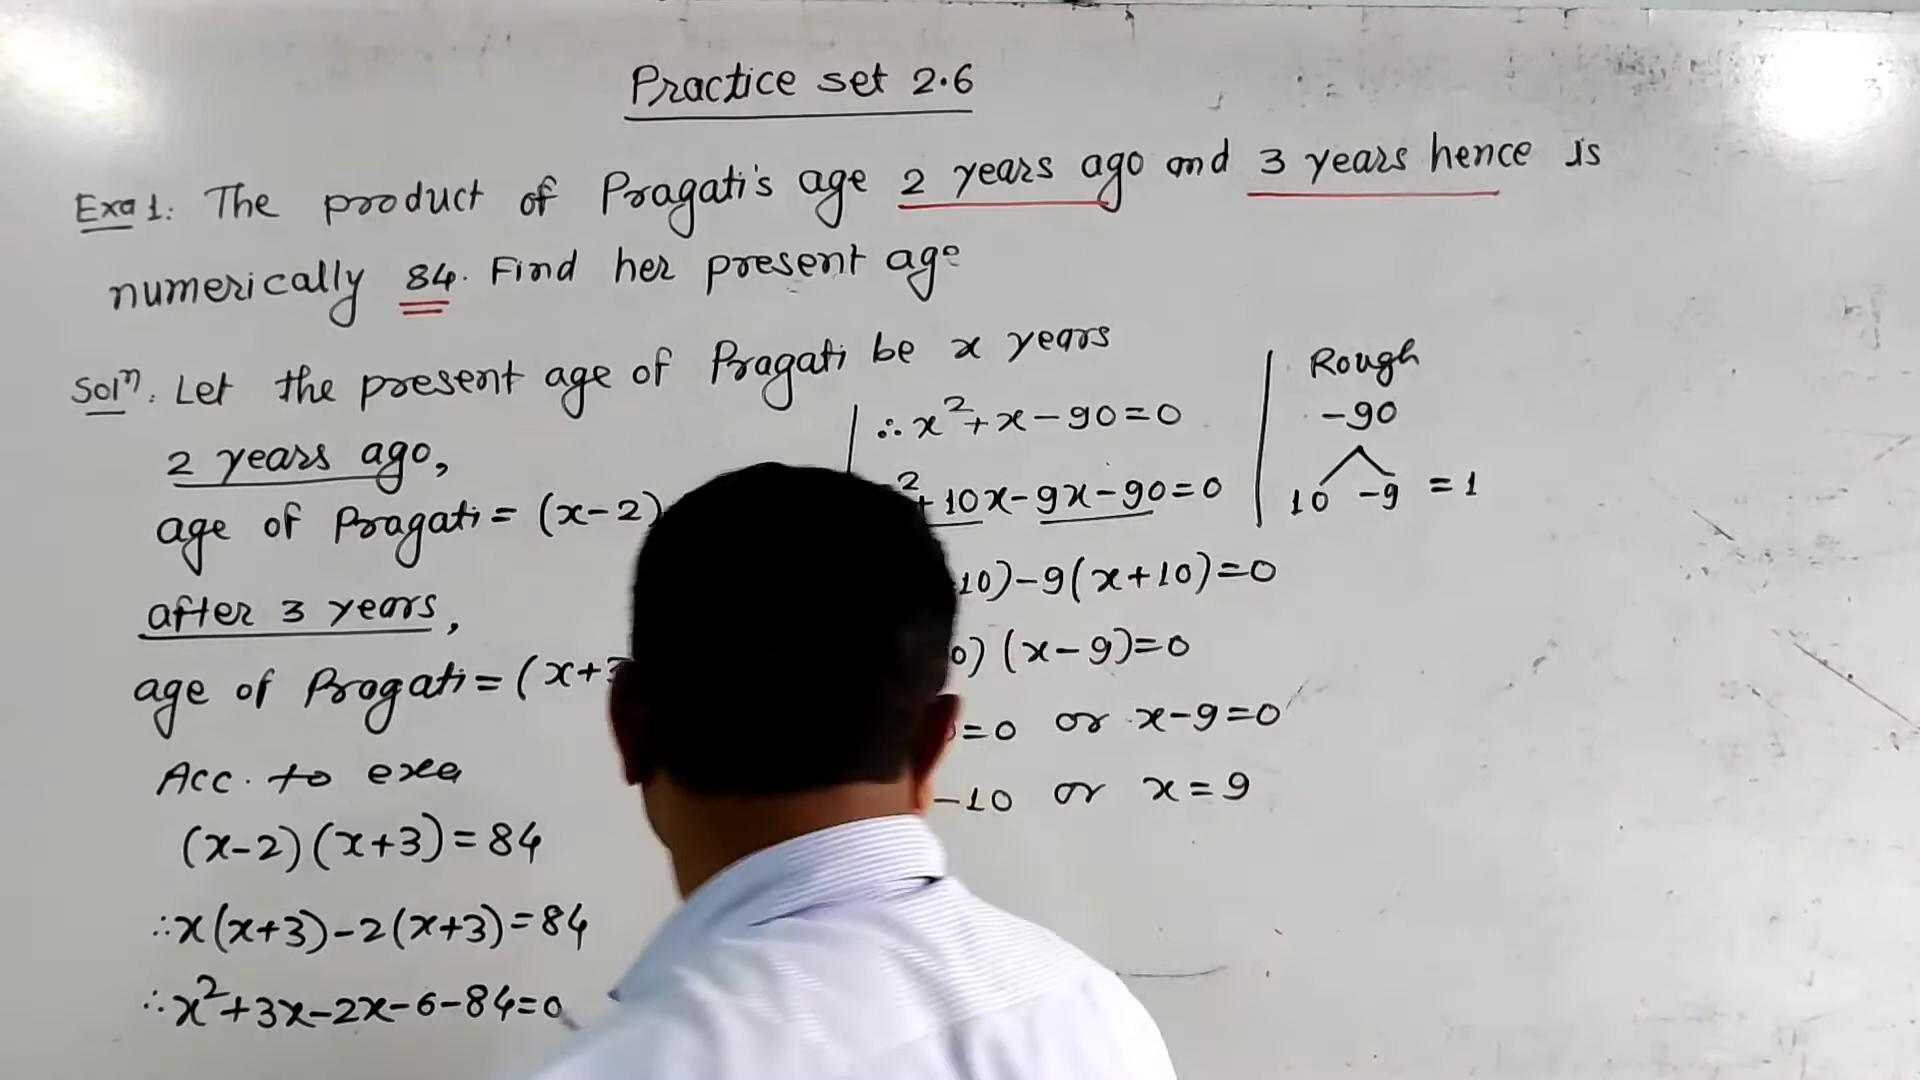 Practice set 2.6
Exa 1. The product of Pragati's age 2 years ago and 3 years hence is
numerically 84. Find her present age
Solⁿ. Let the present age of Pragati be x years
2 years ago,
age of Pragati = (x-2)
after 3 years,
age of Pragati = (x+3
Acc. to exa
(x-2)(x+3)=84
∴x(x+3)-2(x+3)=84
∴x²+3x-2x-6-84=0
∴x²+x-90=0
²+10x-9x-90=0
10)-9(x+10)=0
0)(x-9)=0
=0 or x-9=0
-10 or x=9
Rough
-90
10 -9 = 1